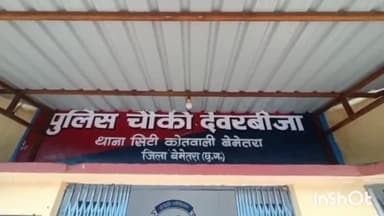 पुलिस चौकी देवरबीजा
थाना सिटी कोतवाली बेमेतरा
जिला बेमेतरा (छ.ग.)
InShOt